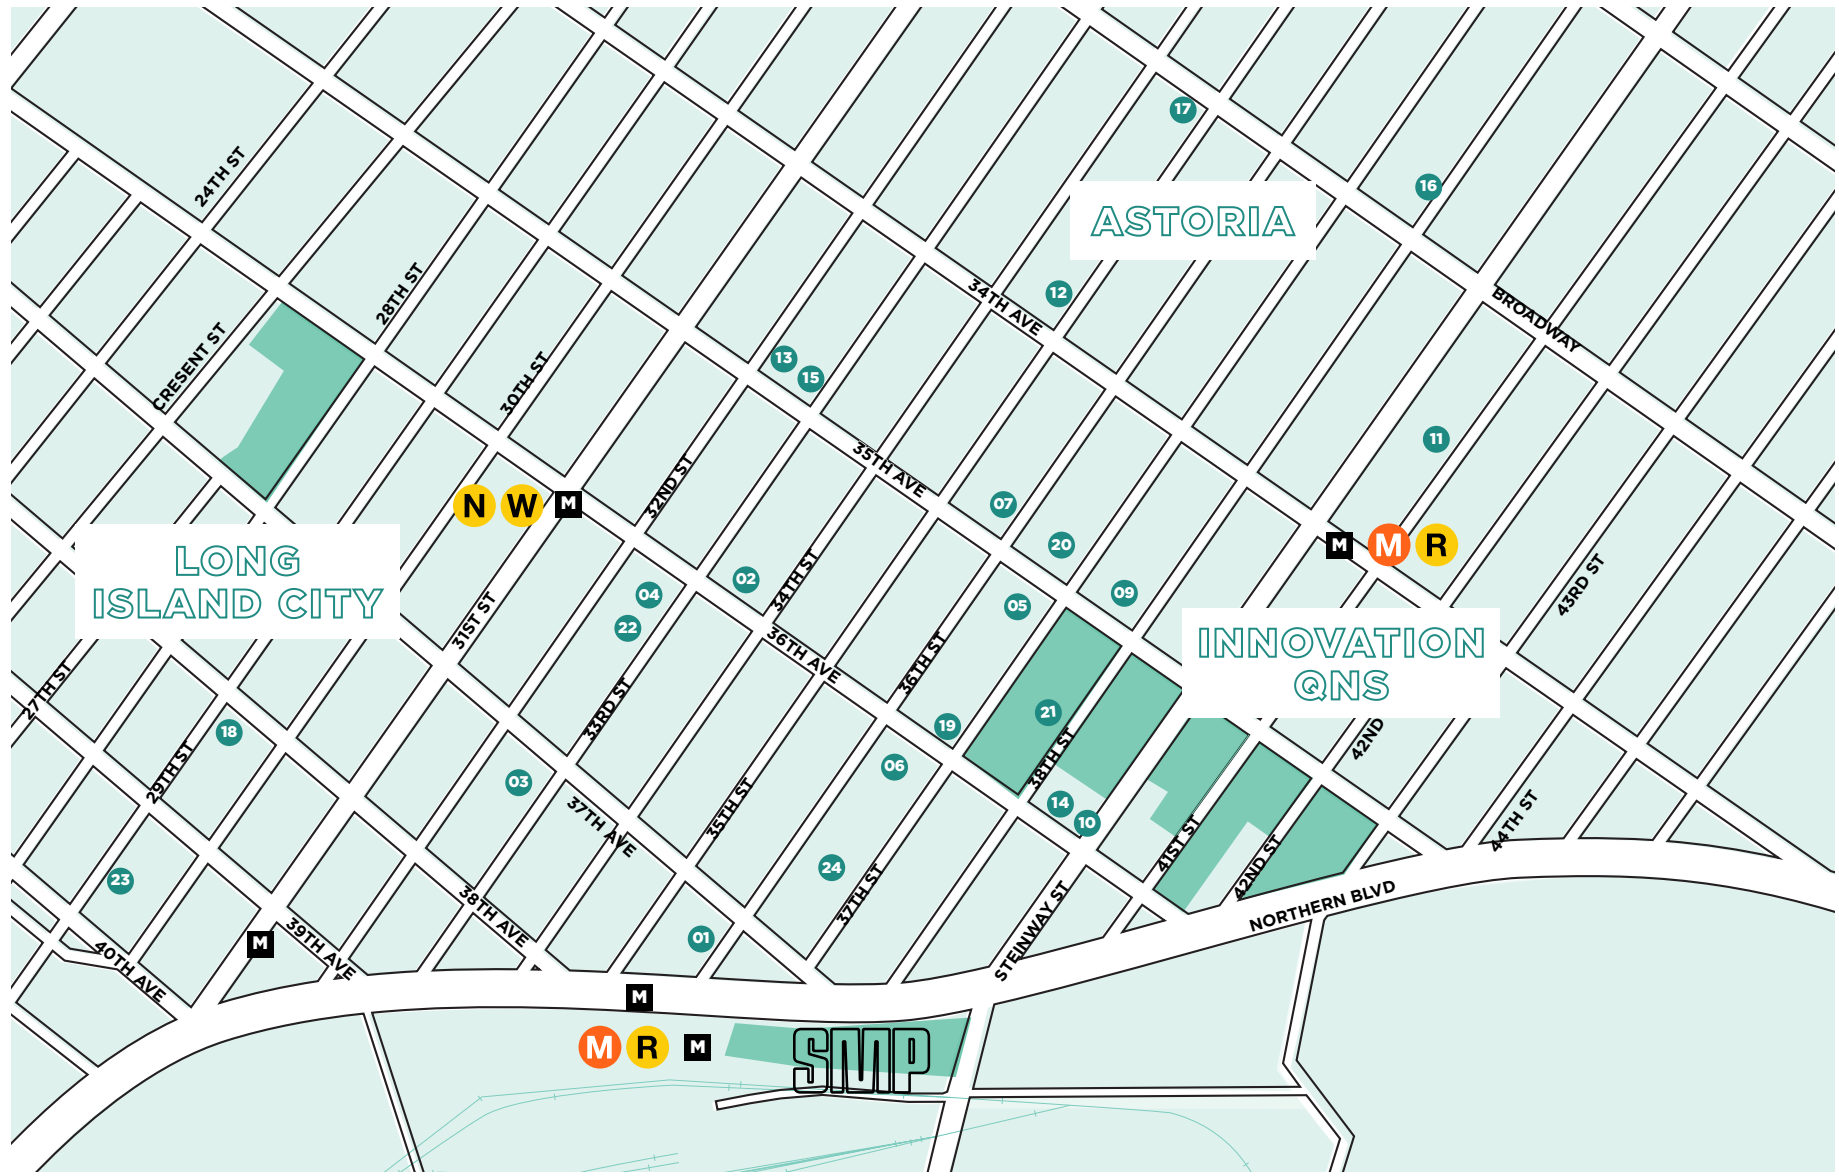 17
24TH ST
16
ASTORIA
28TH ST
12
34TH AVE
BROADWAY
CRESENT ST
13
30TH ST
15
11
35TH AVE
32ND ST
N W M
07
M M R
20
LONG
ISLAND CITY
02
34TH ST
04
09
43RD ST
05
31ST ST
22
INNOVATION
QNS
36TH AVE
36TH ST
27TH ST
33RD ST
21
19
18
42ND
38TH ST
06
29TH ST
03
14
35TH ST
10
44TH ST
37TH AVE
41ST ST
24
42ND ST
23
37TH ST
NORTHERN BLVD
38TH AVE
STEINWAY ST
01
M
39TH AVE
40TH AVE
M
M R M
SMP